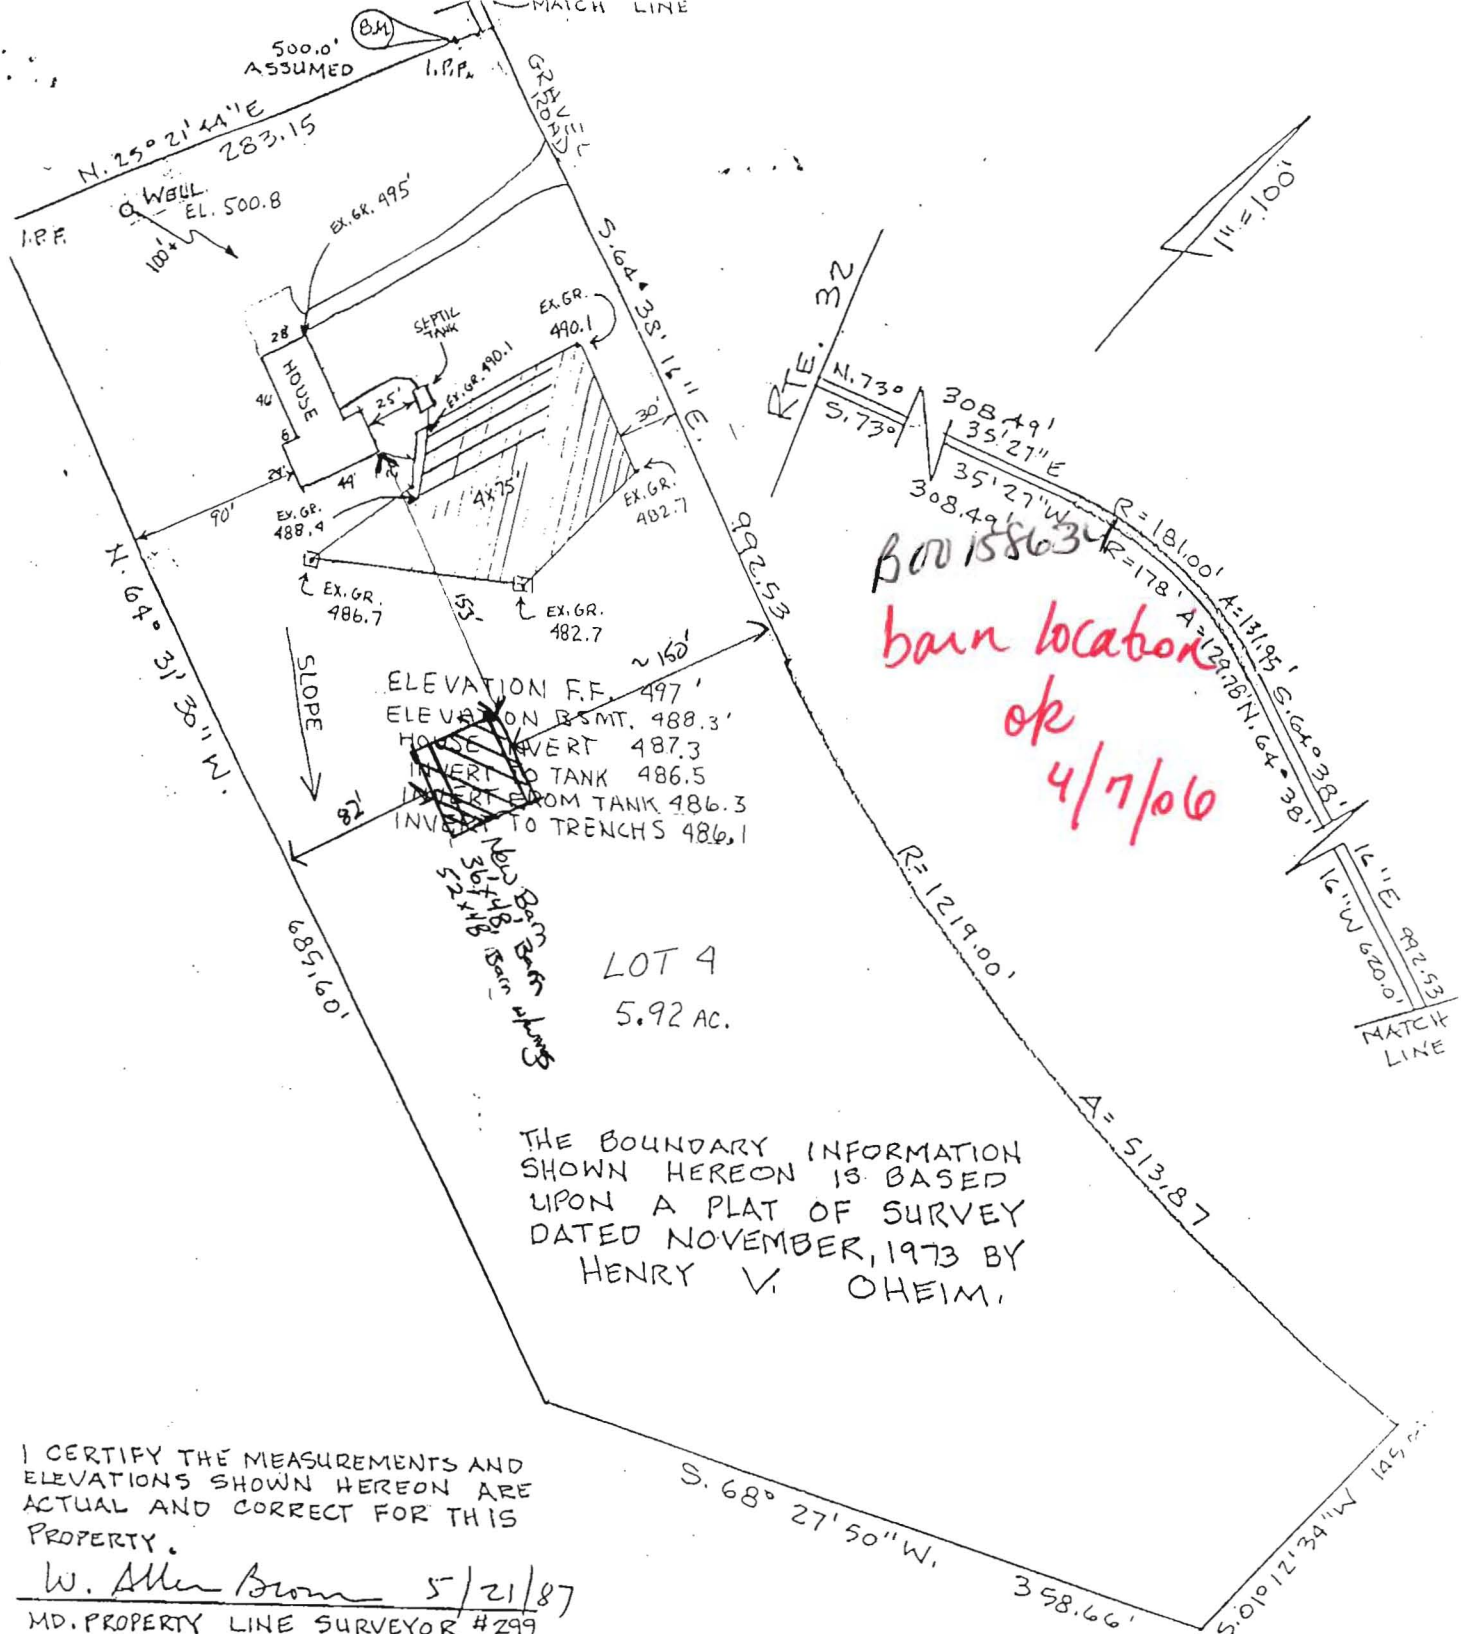 MATCH LINE
B.M
500.0'
ASSUMED
I.P.P.
GRAVEL
ROAD
N. 25° 21' 44" E
283.15
WELL
EL. 500.8
I.P.F.
100'+
EX. GR. 495'
S. 64° 38' 16" E.
992.53
28'
HOUSE
46'
6'
24'
44'
25'
SEPTIC
TANK
EX. GR. 490.1
EX. GR.
490.1
30'
4x75'
EX. GR.
482.7
EX. GR.
488.4
90'
EX. GR.
486.7
EX. GR.
482.7
153'
N. 64° 31' 30" W.
685.60'
SLOPE
~ 150'
82'
ELEVATION F.F. 497'
ELEVATION BSMT. 488.3'
HOUSE INVERT 487.3
INVERT TO TANK 486.5
INVERT FROM TANK 486.3
INVERT TO TRENCHS 486.1
New Barn
36'x48' Barn
52x48 Barn w/wings
LOT 4
5.92 AC.
1"=100'
RTE. 32
N. 73°
S. 73°
308.49'
35'27"E
35'27"W
308.49'
R=181.00' A=131.95' S. 64° 38'
R=178' A=129.78' N. 64° 38'
16"E 992.53
16"W 620.0'
MATCH
LINE
B00158634
barn location
ok
4/7/06
R=1219.00'
A=513.87
THE BOUNDARY INFORMATION
SHOWN HEREON IS BASED
UPON A PLAT OF SURVEY
DATED NOVEMBER, 1973 BY
HENRY V. OHEIM.
S. 68° 27' 50" W.
358.66'
S. 01° 12' 34" W
I CERTIFY THE MEASUREMENTS AND
ELEVATIONS SHOWN HEREON ARE
ACTUAL AND CORRECT FOR THIS
PROPERTY.
W. Allen Brown 5/21/87
MD. PROPERTY LINE SURVEYOR #299